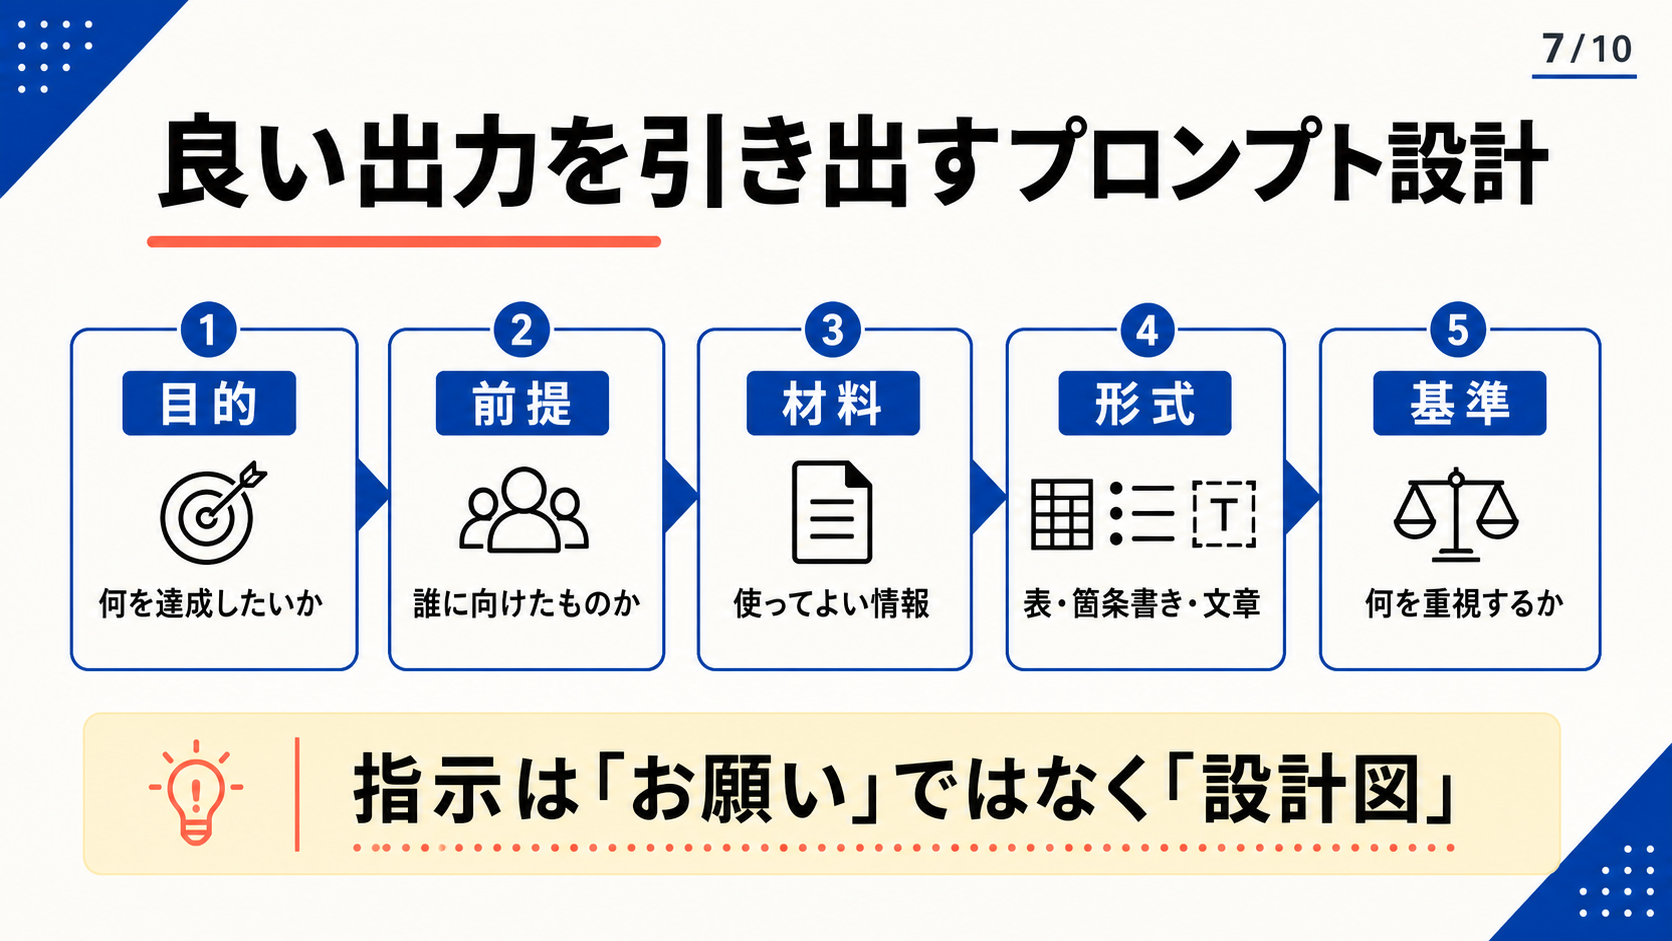 7/10
良い出力を引き出すプロンプト設計
1
目的
何を達成したいか
2
前提
誰に向けたものか
3
材料
使ってよい情報
4
形式
T
表・箇条書き・文章
5
基準
何を重視するか
指示は「お願い」ではなく「設計図」